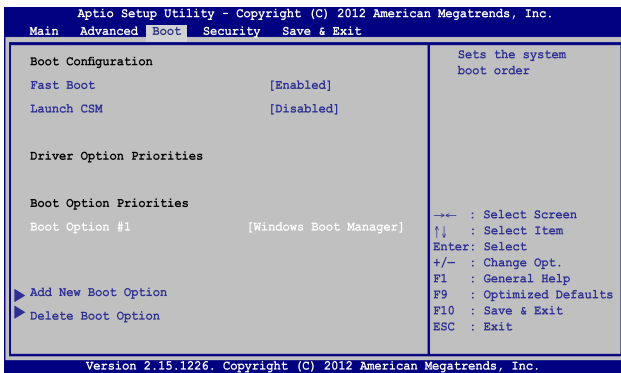 Aptio Setup Utility - Copyright (C) 2012 American Megatrends, Inc.
Main Advanced Boot Security Save & Exit
Boot Configuration
Fast Boot [Enabled]
Launch CSM [Disabled]
Driver Option Priorities
Boot Option Priorities
Boot Option #1 [Windows Boot Manager]
Add New Boot Option
Delete Boot Option
Sets the system
boot order
→← : Select Screen
↑↓ : Select Item
Enter: Select
+/— : Change Opt.
F1 : General Help
F9 : Optimized Defaults
F10 : Save & Exit
ESC : Exit
Version 2.15.1226. Copyright (C) 2012 American Megatrends, Inc.